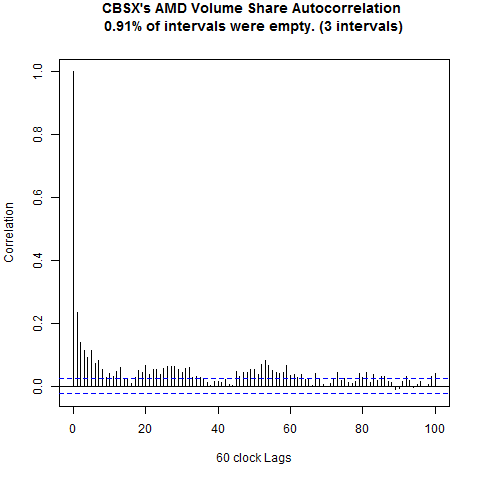 CBSX's AMD Volume Share Autocorrelation
0.91% of intervals were empty. (3 intervals)
Correlation
1.0
0.8
0.6
0.4
0.2
0.0
0 20 40 60 80 100
60 clock Lags